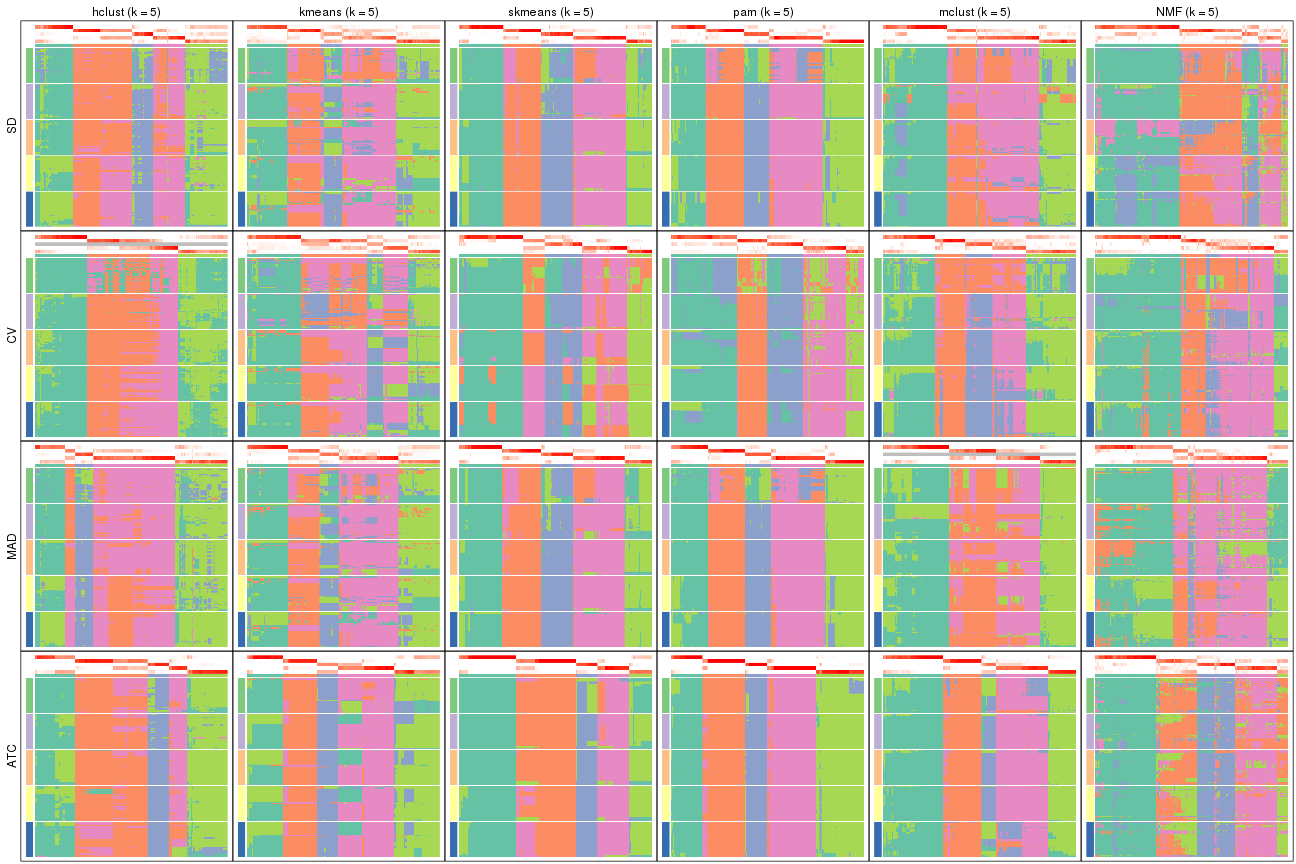 hclust (k = 5) kmeans (k = 5) skmeans (k = 5) pam (k = 5) mclust (k = 5) NMF (k = 5)
SD
CV
MAD
ATC